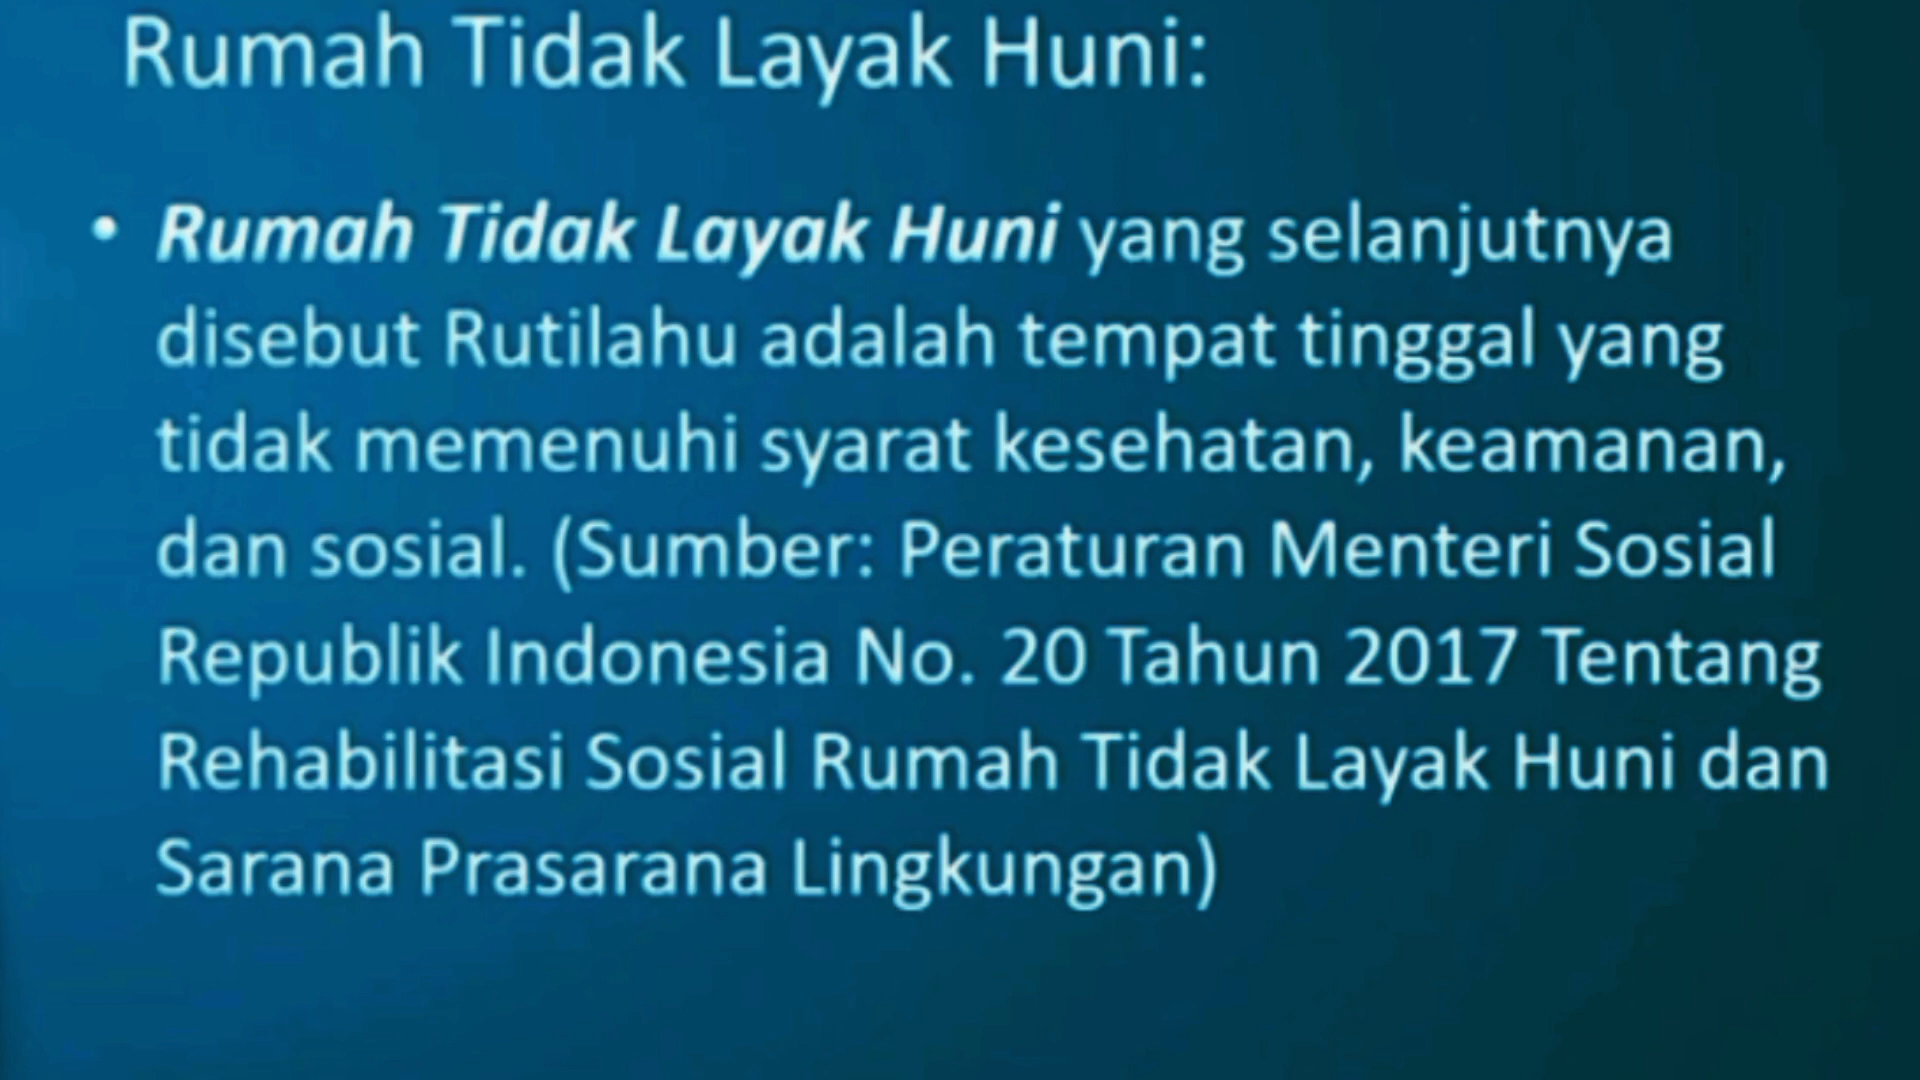 Rumah Tidak Layak Huni:
• Rumah Tidak Layak Huni yang selanjutnya
disebut Rutilahu adalah tempat tinggal yang
tidak memenuhi syarat kesehatan, keamanan,
dan sosial. (Sumber: Peraturan Menteri Sosial
Republik Indonesia No. 20 Tahun 2017 Tentang
Rehabilitasi Sosial Rumah Tidak Layak Huni dan
Sarana Prasarana Lingkungan)